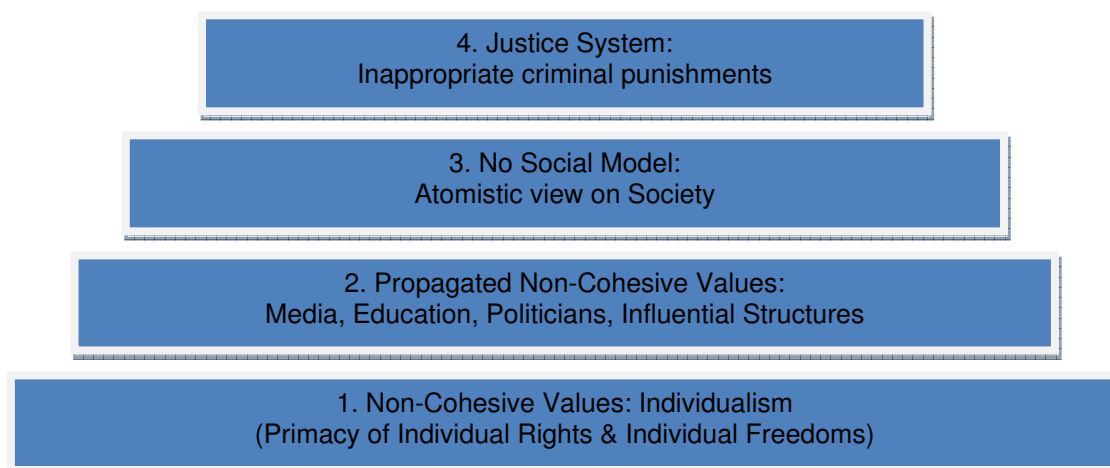 4. Justice System:
Inappropriate criminal punishments
3. No Social Model:
Atomistic view on Society
2. Propagated Non-Cohesive Values:
Media, Education, Politicians, Influential Structures
1. Non-Cohesive Values: Individualism
(Primacy of Individual Rights & Individual Freedoms)